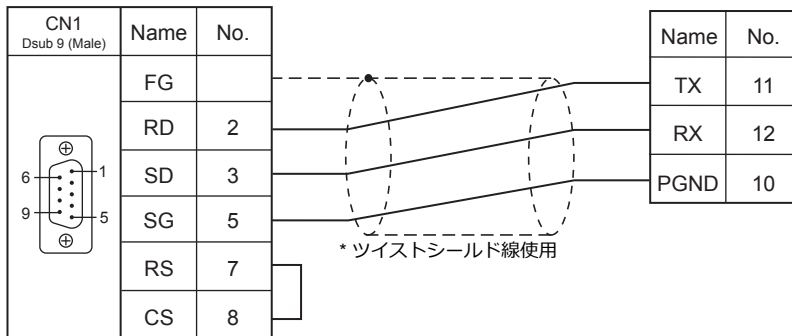 CN1
Dsub 9 (Male)
Name No.
FG
RD 2
SD 3
SG 5
RS 7
CS 8
6
1
9
5
* ツイストシールド線使用
Name No.
TX 11
RX 12
PGND 10